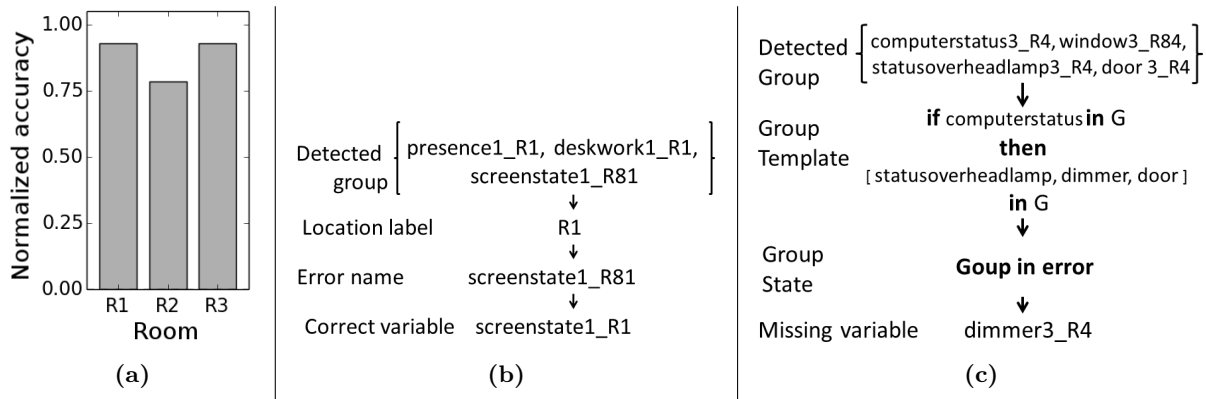 1.00
0.75
0.50
0.25
0.00
Normalized accuracy
R1 R2 R3
Room
(a)
Detected presence1_R1, deskwork1_R1,
group screenstate1_R81
Location label R1
Error name screenstate1_R81
Correct variable screenstate1_R1
(b)
Detected computerstatus3_R4, window3_R84,
Group statusoverheadlamp3_R4, door 3_R4
if computerstatus in G
Group then
Template
[ statusoverheadlamp, dimmer, door ]
in G
Group Goup in error
State
Missing variable dimmer3_R4
(c)